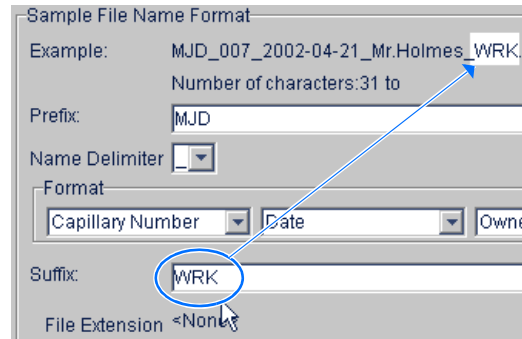 Sample File Name Format
Example: MJD_007_2002-04-21_Mr.Holmes_WRK.
Number of characters:31 to
Prefix: MJD
Name Delimiter _
Format
Capillary Number Date Owne
Suffix: WRK
File Extension <None>